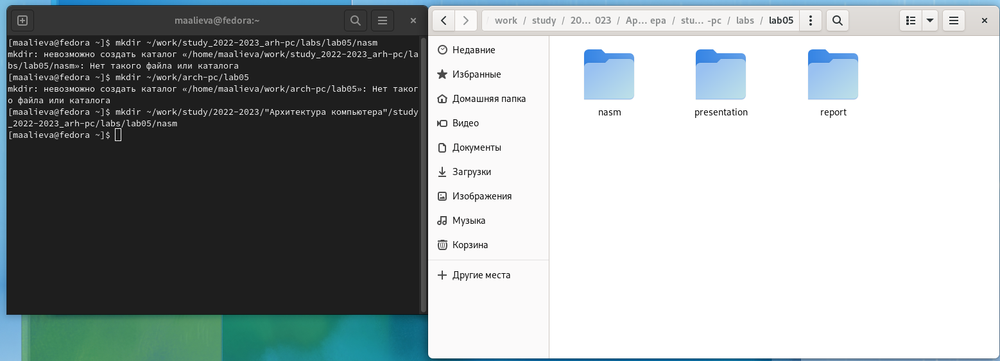 maalieva@fedora:~
[maalieva@fedora ~]$ mkdir ~/work/study_2022-2023_arh-pc/labs/lab05/nasm
mkdir: невозможно создать каталог «/home/maalieva/work/study_2022-2023_arh-pc/la
bs/lab05/nasm»: Нет такого файла или каталога
[maalieva@fedora ~]$ mkdir ~/work/arch-pc/lab05
mkdir: невозможно создать каталог «/home/maalieva/work/arch-pc/lab05»: Нет таког
о файла или каталога
[maalieva@fedora ~]$ mkdir ~/work/study/2022-2023/"Архитектура компьютера"/study
_2022-2023_arh-pc/labs/lab05/nasm
[maalieva@fedora ~]$
/ work / study / 20… 023 / Ар… ера / stu… -pc / labs / lab05
Недавние
Избранные
Домашняя папка
Видео
Документы
Загрузки
Изображения
Музыка
Корзина
Другие места
nasm
presentation
report